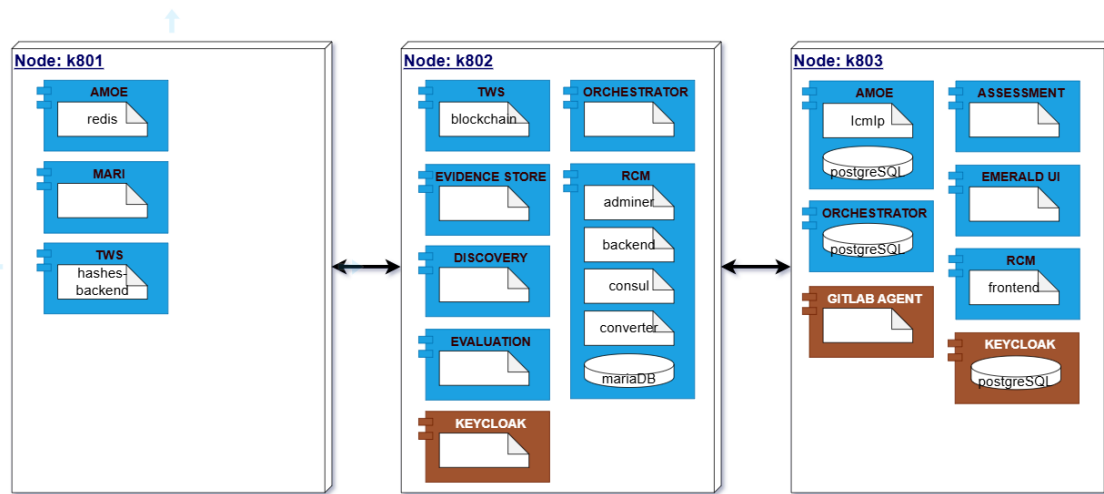 Node: k801
AMOE
redis
MARI
TWS
hashes-
backend
Node: k802
TWS
blockchain
EVIDENCE STORE
DISCOVERY
EVALUATION
KEYCLOAK
ORCHESTRATOR
RCM
adminer
backend
consul
converter
mariaDB
Node: k803
AMOE
lcmlp
postgreSQL
ORCHESTRATOR
postgreSQL
GITLAB AGENT
ASSESSMENT
EMERALD UI
RCM
frontend
KEYCLOAK
postgreSQL